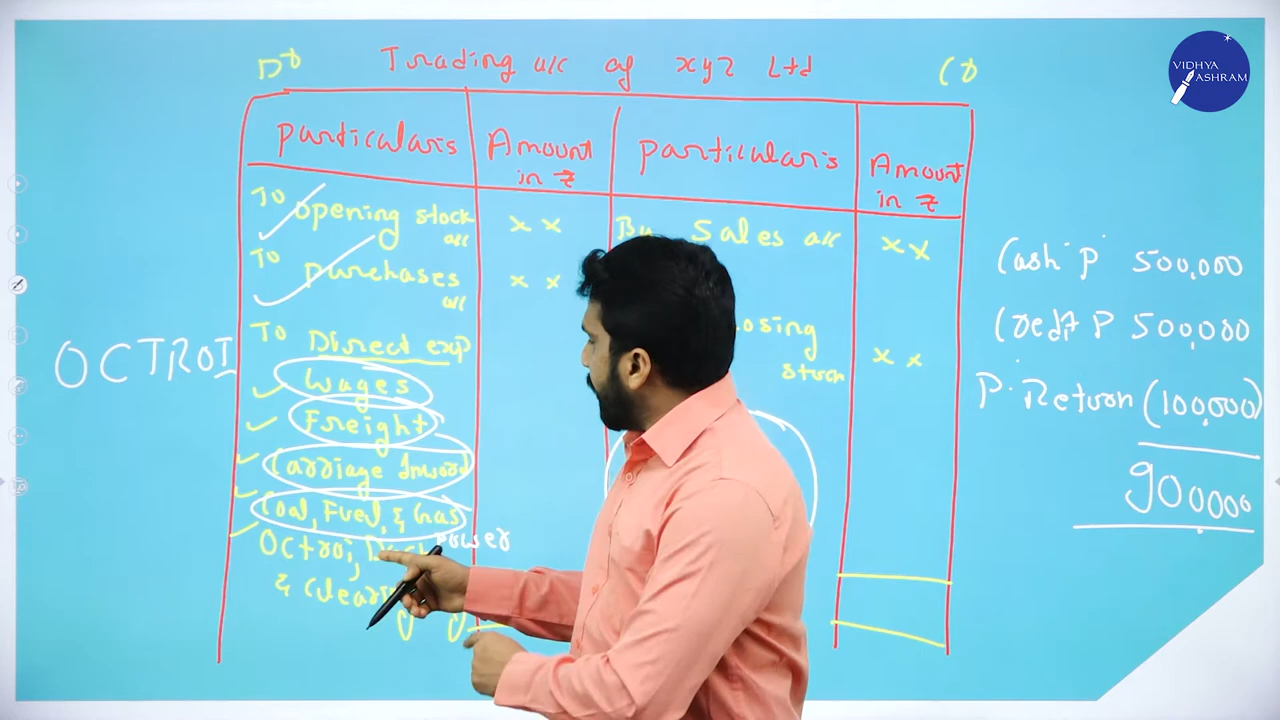 VIDHYA
ASHRAM
Dr Trading a/c of xyz Ltd Cr
Particulars Amount in ₹ Particulars Amount in ₹
To opening stock a/c x x By Sales a/c x x
To purchases a/c x x
losing stock x x
To Direct exp
Wages
Freight
Carriage Inward
Coal, Fuel, & Gas
power
Octroi,
OCTROI
Cash P 500,000
Credit P 500,000
P. Return (100,000)
900000